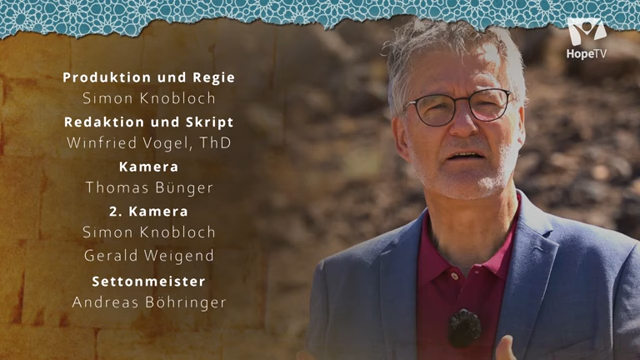 HopeTV
Produktion und Regie
Simon Knobloch
Redaktion und Skript
Winfried Vogel, ThD
Kamera
Thomas Bünger
2. Kamera
Simon Knobloch
Gerald Weigend
Settonmeister
Andreas Böhringer